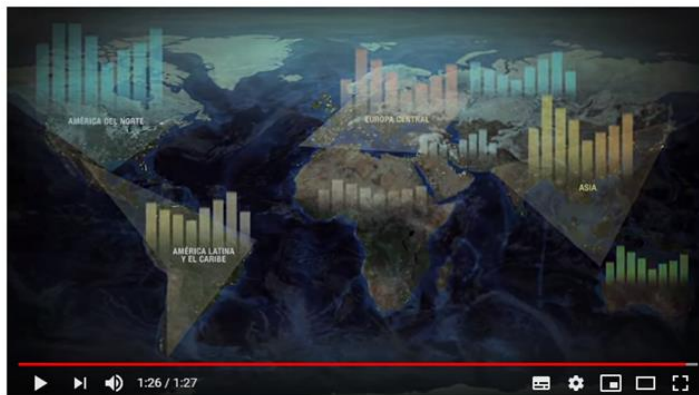 AMÉRICA DEL NORTE
EUROPA CENTRAL
ASIA
AMÉRICA LATINA
Y EL CARIBE
1:26 / 1:27